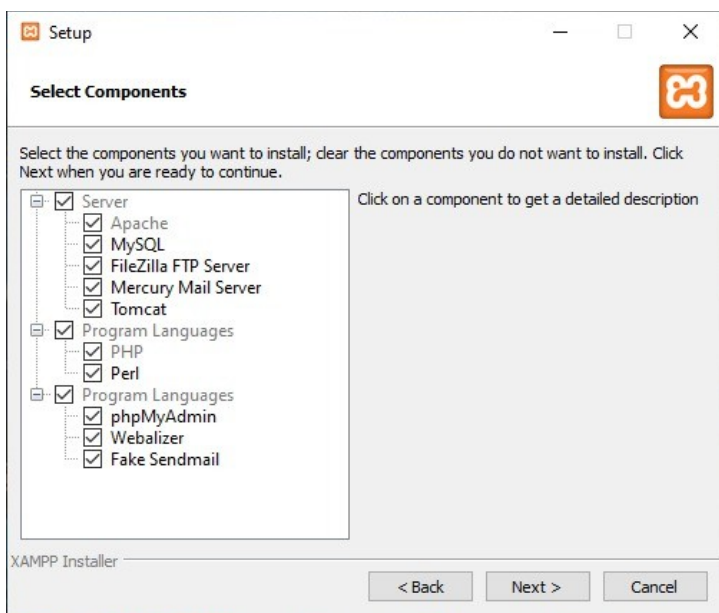 Setup
Select Components
Select the components you want to install; clear the components you do not want to install. Click
Next when you are ready to continue.
Server
Apache
MySQL
FileZilla FTP Server
Mercury Mail Server
Tomcat
Program Languages
PHP
Perl
Program Languages
phpMyAdmin
Webalizer
Fake Sendmail
Click on a component to get a detailed description
XAMPP Installer
< Back
Next >
Cancel